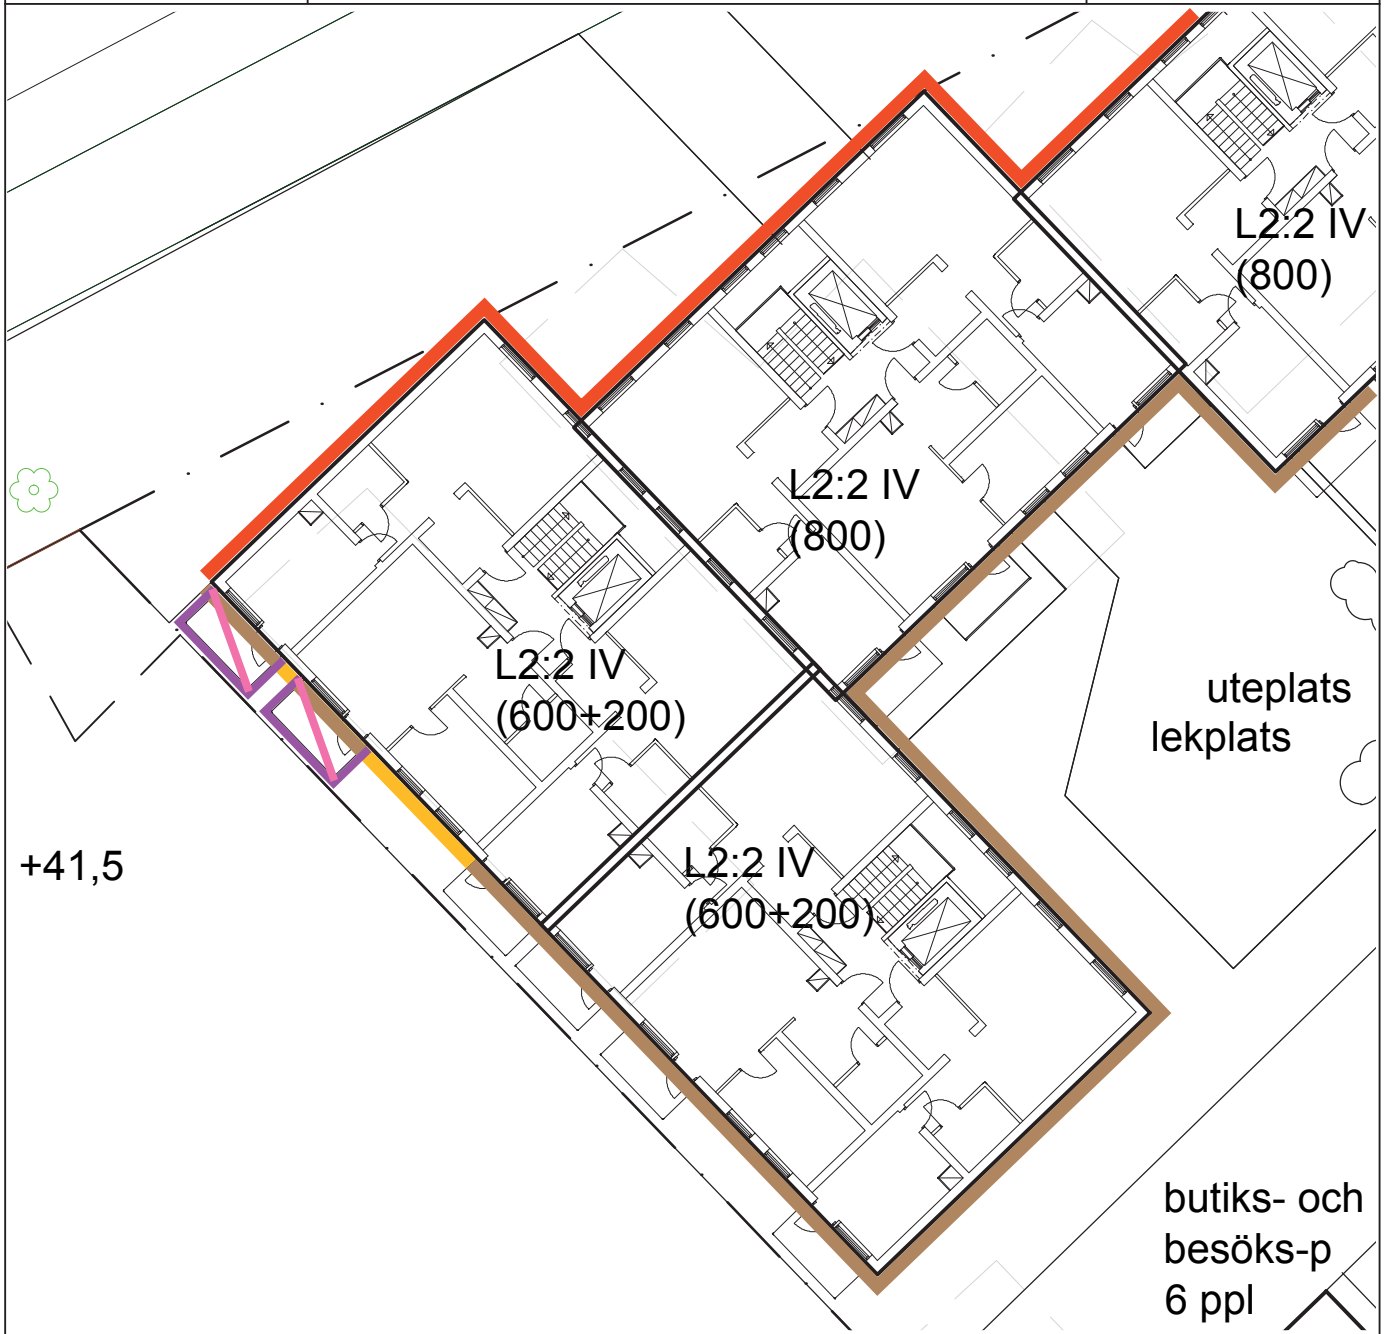 L2:2 IV
(800)
L2:2 IV
(800)
L2:2 IV
(600+200)
uteplats
lekplats
+41,5
L2:2 IV
(600+200)
butiks- och
besöks-p
6 ppl